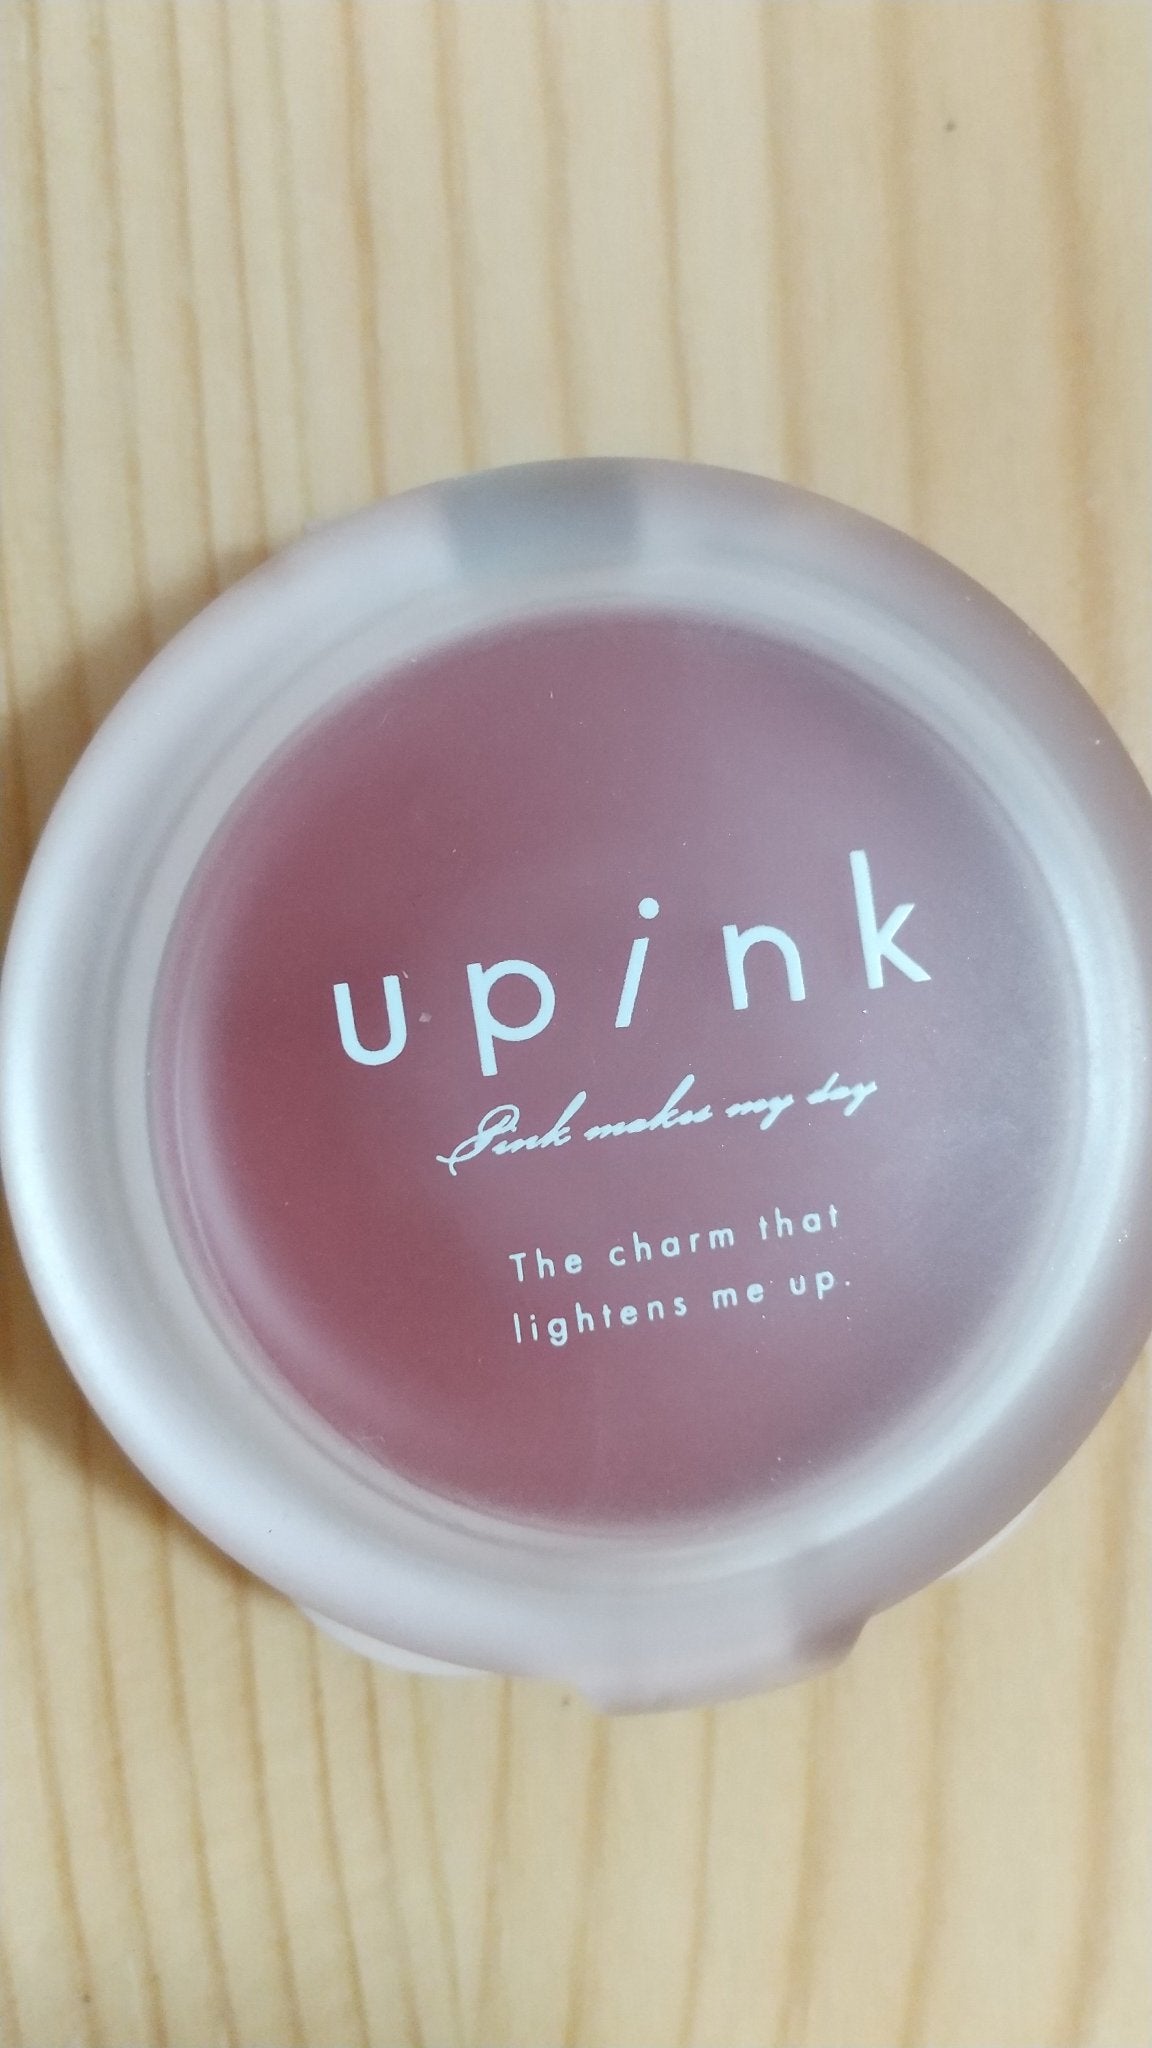 upink
Pink makes my day
The charm that
lightens me up.